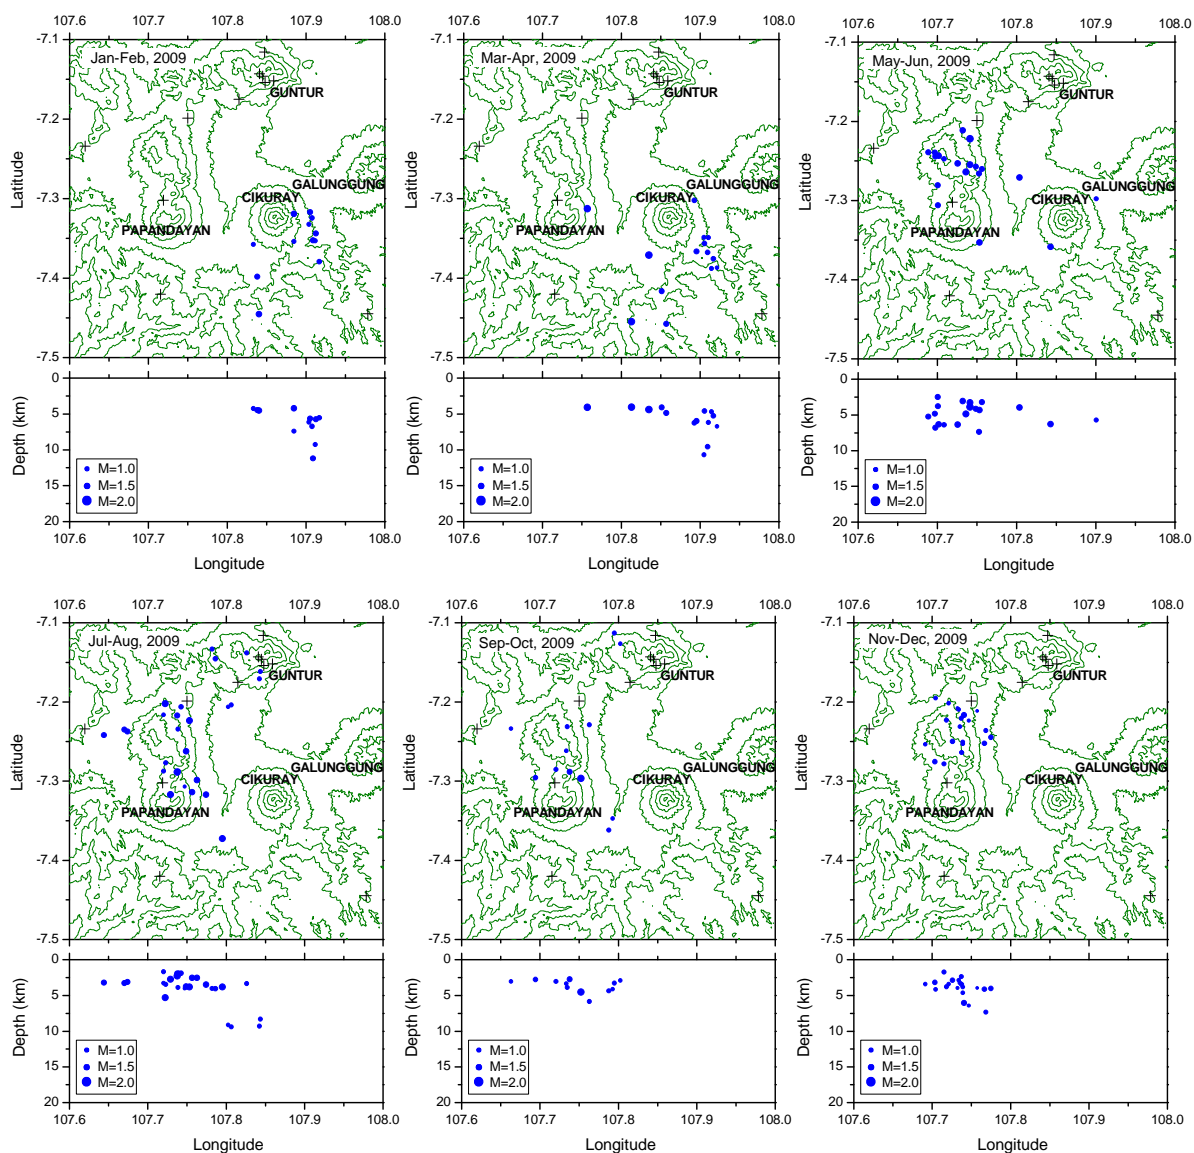 107.6 107.7 107.8 107.9 108.0
-7.1
-7.2
-7.3
-7.4
-7.5
Latitude
Jan-Feb, 2009
GUNTUR
GALUNGGUNG
CIKURAY
PAPANDAYAN
0
5
10
15
20
Depth (km)
M=1.0
M=1.5
M=2.0
107.6 107.7 107.8 107.9 108.0
Longitude
107.6 107.7 107.8 107.9 108.0
-7.1
-7.2
-7.3
-7.4
-7.5
Latitude
Mar-Apr, 2009
GUNTUR
GALUNGGUNG
CIKURAY
PAPANDAYAN
0
5
10
15
20
Depth (km)
M=1.0
M=1.5
M=2.0
107.6 107.7 107.8 107.9 108.0
Longitude
107.6 107.7 107.8 107.9 108.0
-7.1
-7.2
-7.3
-7.4
-7.5
Latitude
May-Jun, 2009
GUNTUR
GALUNGGUNG
CIKURAY
PAPANDAYAN
0
5
10
15
20
Depth (km)
M=1.0
M=1.5
M=2.0
107.6 107.7 107.8 107.9 108.0
Longitude
107.6 107.7 107.8 107.9 108.0
-7.1
-7.2
-7.3
-7.4
-7.5
Latitude
Jul-Aug, 2009
GUNTUR
GALUNGGUNG
CIKURAY
PAPANDAYAN
0
5
10
15
20
Depth (km)
M=1.0
M=1.5
M=2.0
107.6 107.7 107.8 107.9 108.0
Longitude
107.6 107.7 107.8 107.9 108.0
-7.1
-7.2
-7.3
-7.4
-7.5
Latitude
Sep-Oct, 2009
GUNTUR
GALUNGGUNG
CIKURAY
PAPANDAYAN
0
5
10
15
20
Depth (km)
M=1.0
M=1.5
M=2.0
107.6 107.7 107.8 107.9 108.0
Longitude
107.6 107.7 107.8 107.9 108.0
-7.1
-7.2
-7.3
-7.4
-7.5
Latitude
Nov-Dec, 2009
GUNTUR
GALUNGGUNG
CIKURAY
PAPANDAYAN
0
5
10
15
20
Depth (km)
M=1.0
M=1.5
M=2.0
107.6 107.7 107.8 107.9 108.0
Longitude